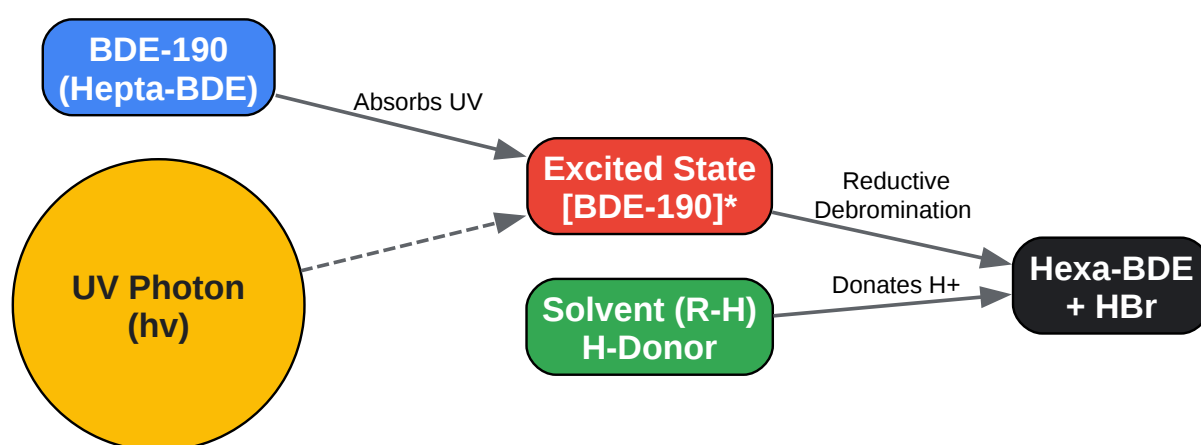 BDE-190
(Hepta-BDE)
Absorbs UV
UV Photon
(hv)
Excited State
[BDE-190]*
Reductive
Debromination
Solvent (R-H)
H-Donor
Donates H+
Hexa-BDE
+ HBr